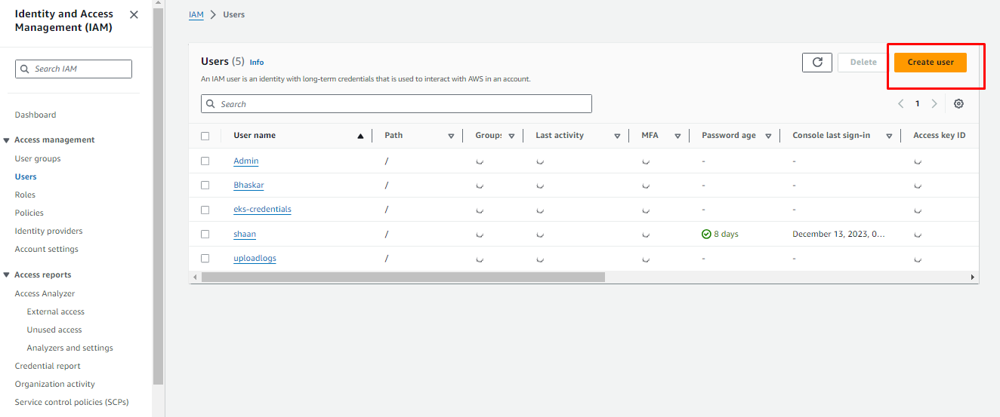 Identity and Access
Management (IAM)
Search IAM
Dashboard
Access management
User groups
Users
Roles
Policies
Identity providers
Account settings
Access reports
Access Analyzer
External access
Unused access
Analyzers and settings
Credential report
Organization activity
Service control policies (SCPs)
IAM > Users
Users (5) Info
Delete
Create user
An IAM user is an identity with long-term credentials that is used to interact with AWS in an account.
Search
1
User name Path Groups Last activity MFA Password age Console last sign-in Access key ID
Admin / - -
Bhaskar / - -
eks-credentials / - -
shaan / 8 days December 13, 2023, 0...
uploadlogs / - -